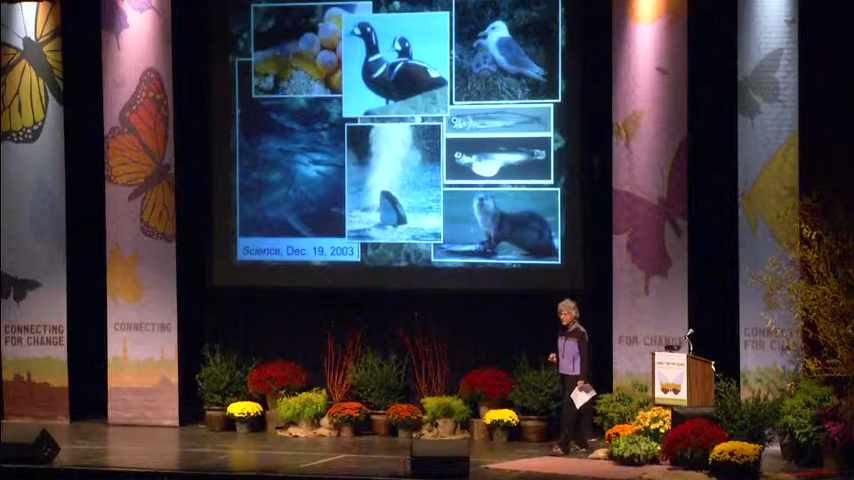 Science, Dec. 19, 2003
CONNECTING
FOR CHANGE
CONNECTING
FOR CHANGE
CONNECTING
FOR CHANGE